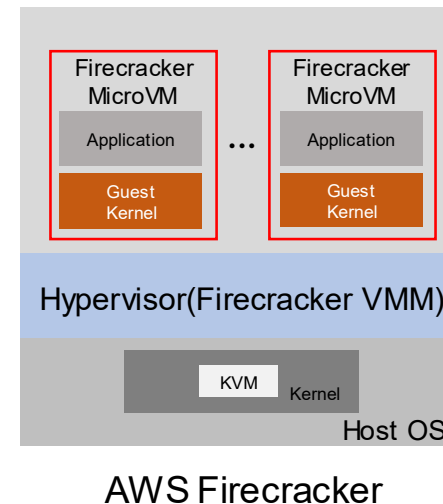 Firecracker
MicroVM
Application
Guest
Kernel
...
Firecracker
MicroVM
Application
Guest
Kernel
Hypervisor(Firecracker VMM)
KVM
Kernel
Host OS
AWS Firecracker